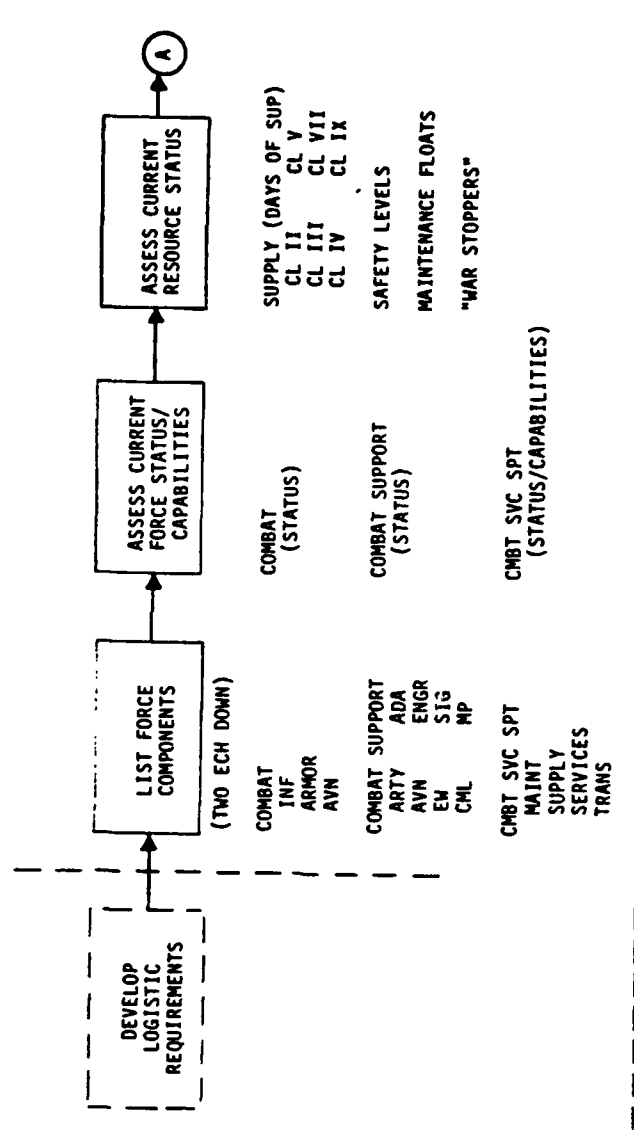 DEVELOP
LOGISTIC
REQUIREMENTS
LIST FORCE
COMPONENTS
(TWO ECH DOWN)
COMBAT
INF
ARMOR
AVN
COMBAT SUPPORT
ARTY ADA
AVN ENGR
EW SIG
CML MP
CMBT SVC SPT
MAINT
SUPPLY
SERVICES
TRANS
ASSESS CURRENT
FORCE STATUS/
CAPABILITIES
COMBAT
(STATUS)
COMBAT SUPPORT
(STATUS)
CMBT SVC SPT
(STATUS/CAPABILITIES)
ASSESS CURRENT
RESOURCE STATUS
SUPPLY (DAYS OF SUP)
CL II CL V
CL III CL VII
CL IV CL IX
SAFETY LEVELS
MAINTENANCE FLOATS
"WAR STOPPERS"
A